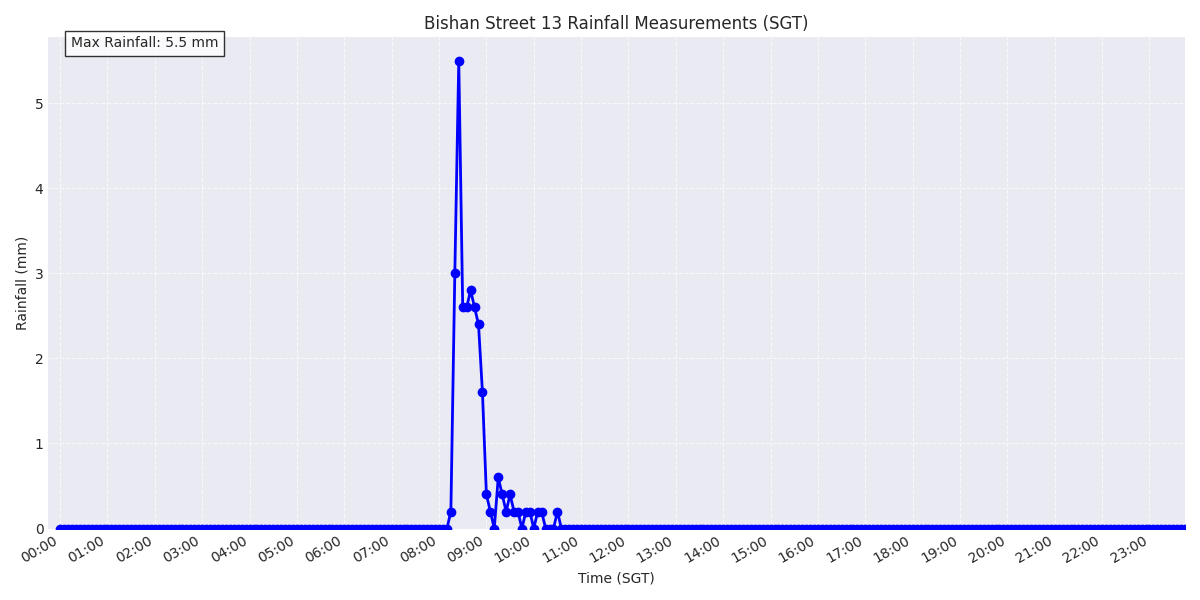 Bishan Street 13 Rainfall Measurements (SGT)
Max Rainfall: 5.5 mm
Rainfall (mm)
5
4
3
2
1
0
00:00 01:00 02:00 03:00 04:00 05:00 06:00 07:00 08:00 09:00 10:00 11:00 12:00 13:00 14:00 15:00 16:00 17:00 18:00 19:00 20:00 21:00 22:00 23:00
Time (SGT)